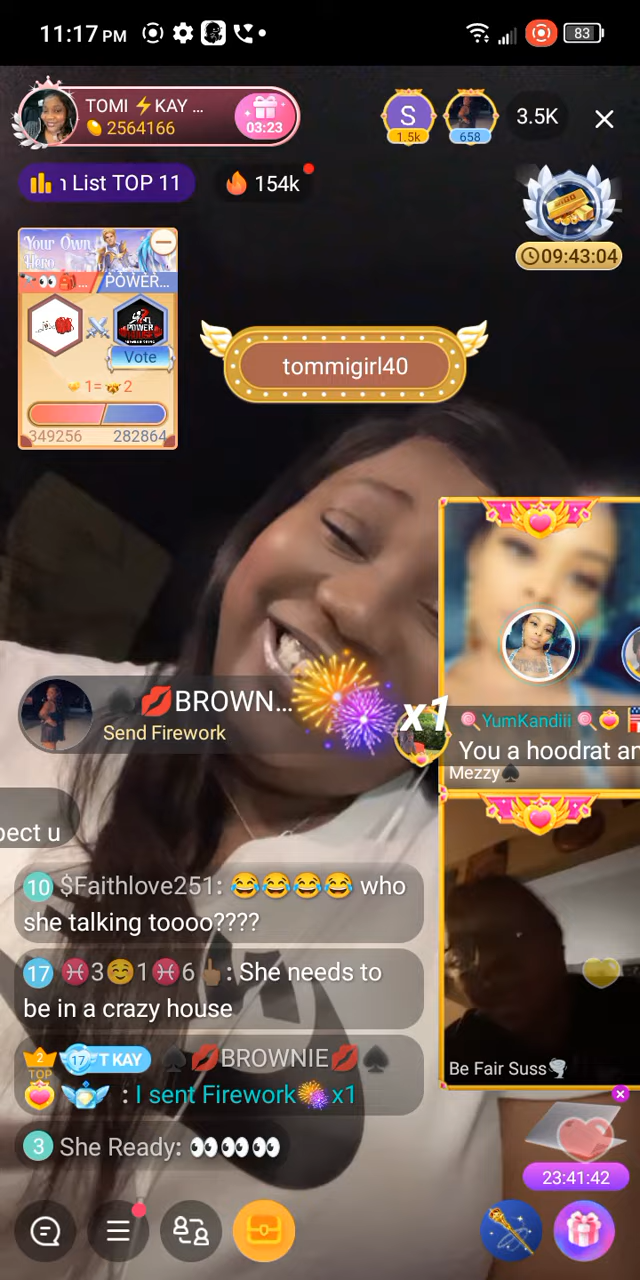 11:17 PM
83
TOMI ⚡KAY ...
2564166
03:23
S
1.5k
658
3.5K
List TOP 11
154k
09:43:04
Your Own
Hero
POWER...
POWER
Vote
1= 2
349256 282864
tommigirl40
♠️💋BROWN...
Send Firework
x1
🍭YumKandiii🍭
You a hoodrat an
Mezzy♠️
pect u
10 $Faithlove251: 😂😂😂😂 who
she talking toooo????
17 ♓3☺️1♓6🖕🏾: She needs to
be in a crazy house
2 TOP 17 T KAY ♠️💋BROWNIE💋♠️
: I sent Firework🎆x1
3 She Ready: 👀👀👀👀👀
Be Fair Suss🌪️
23:41:42